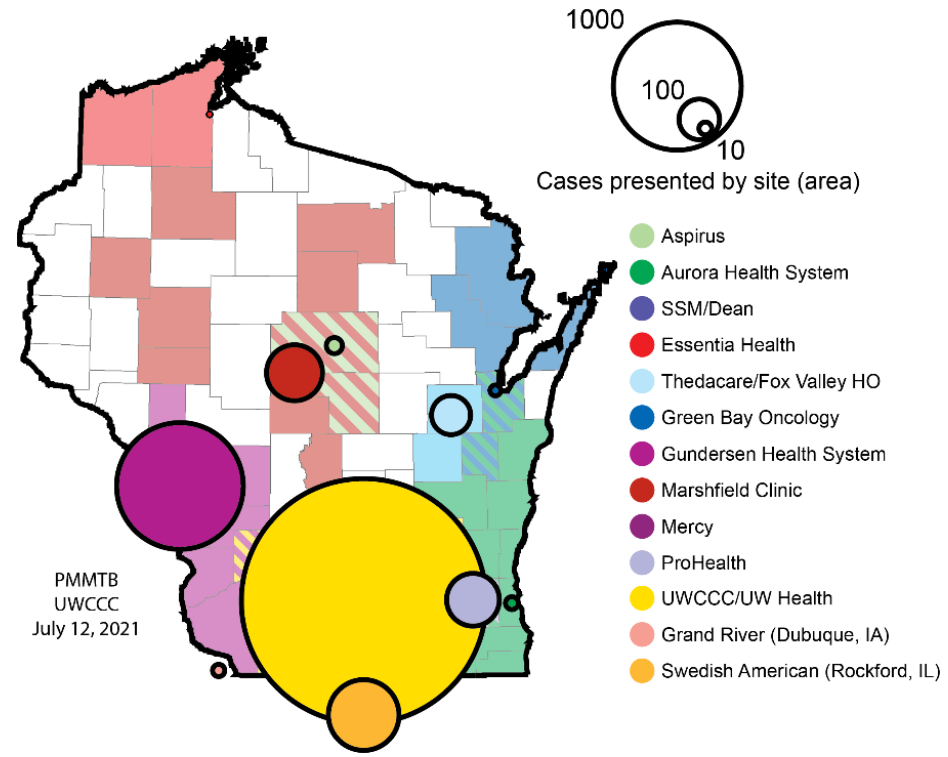 1000
100
10
Cases presented by site (area)
Aspirus
Aurora Health System
SSM/Dean
Essentia Health
Thedacare/Fox Valley HO
Green Bay Oncology
Gundersen Health System
Marshfield Clinic
Mercy
ProHealth
UWCCC/UW Health
Grand River (Dubuque, IA)
Swedish American (Rockford, IL)
PMMTB
UWCCC
July 12, 2021